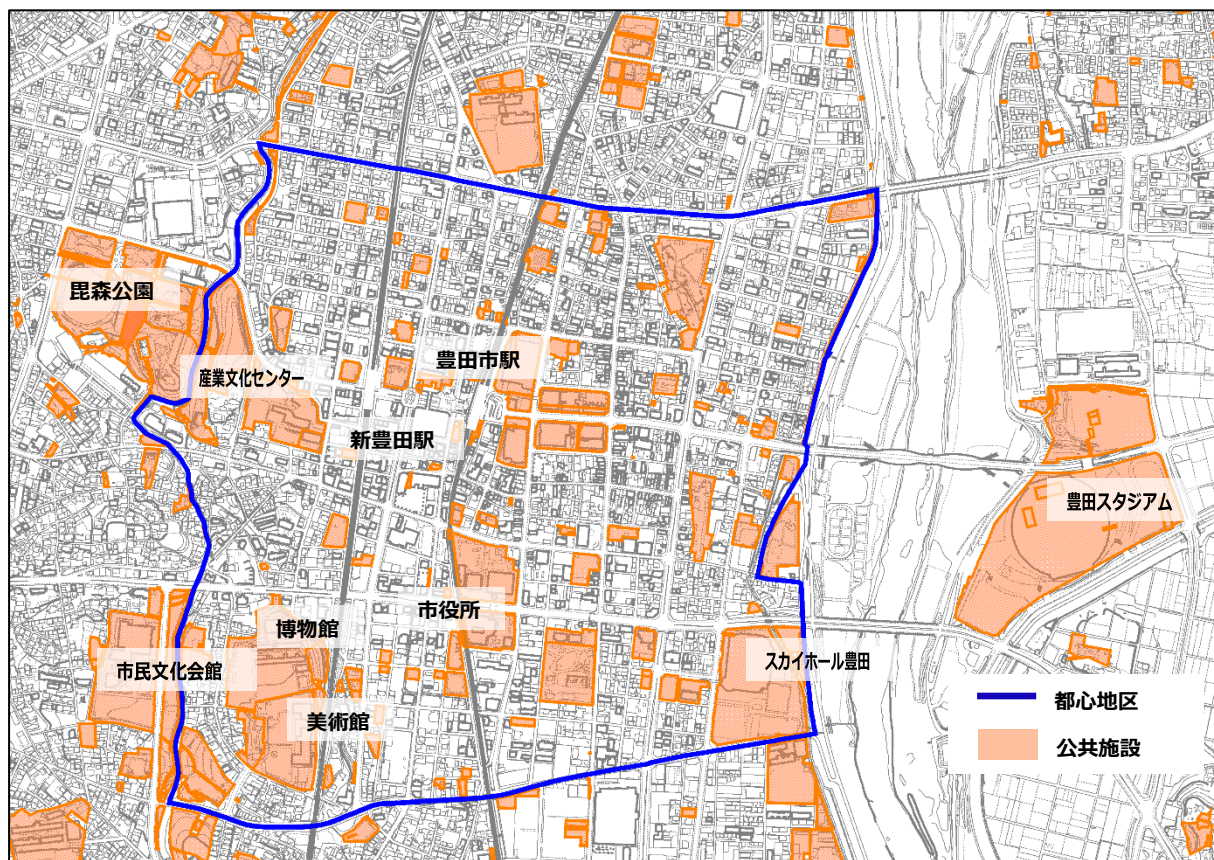 毘森公園
産業文化センター
豊田市駅
新豊田駅
豊田スタジアム
市役所
博物館
市民文化会館
スカイホール豊田
美術館
都心地区
公共施設